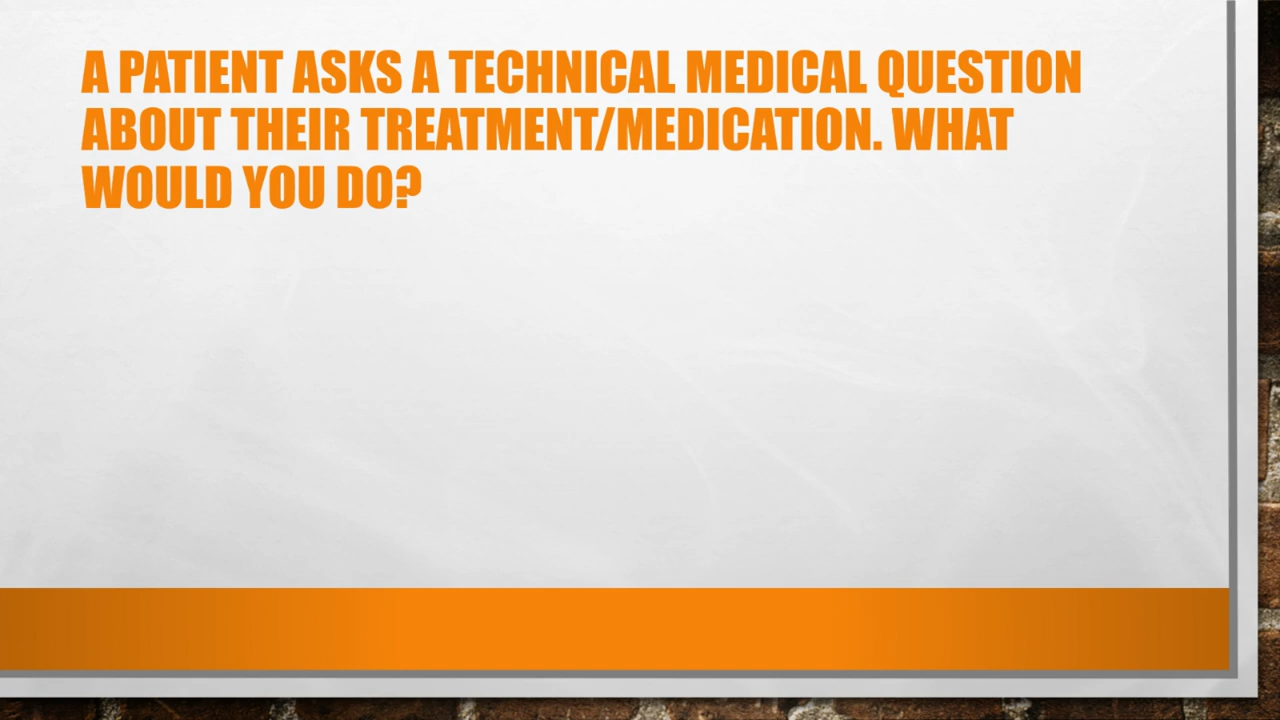 A PATIENT ASKS A TECHNICAL MEDICAL QUESTION
ABOUT THEIR TREATMENT/MEDICATION. WHAT
WOULD YOU DO?